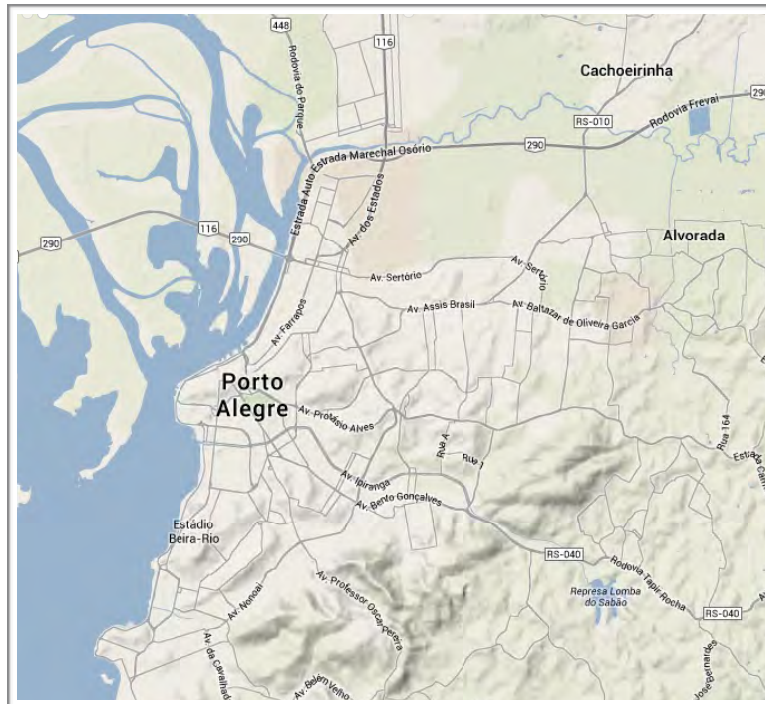 448
116
Rodovia do Parque
Cachoeirinha
290
Rodovia Frevai
RS-010
Estrada Marechal Osório
290
Estrada Auto
Av. dos Estados
116
290
290
Alvorada
Av. Sertório
Av. Sertório
Av. Assis Brasil
Av. Baltazar de Oliveira Garcia
Av. Farrapos
Porto
Alegre
Av. Protásio Alves
Rua A
Rua 1
Rua 164
Av. Ipiranga
Av. Bento Gonçalves
Estádio
Beira-Rio
RS-040
Rodovia Tapir Rocha
Represa Lomba
do Sabão
RS-040
Av. Nonoai
Av. Professor Oscar Pereira
Av. da Cavalhad
Av. Belém Velho
José Bernardes